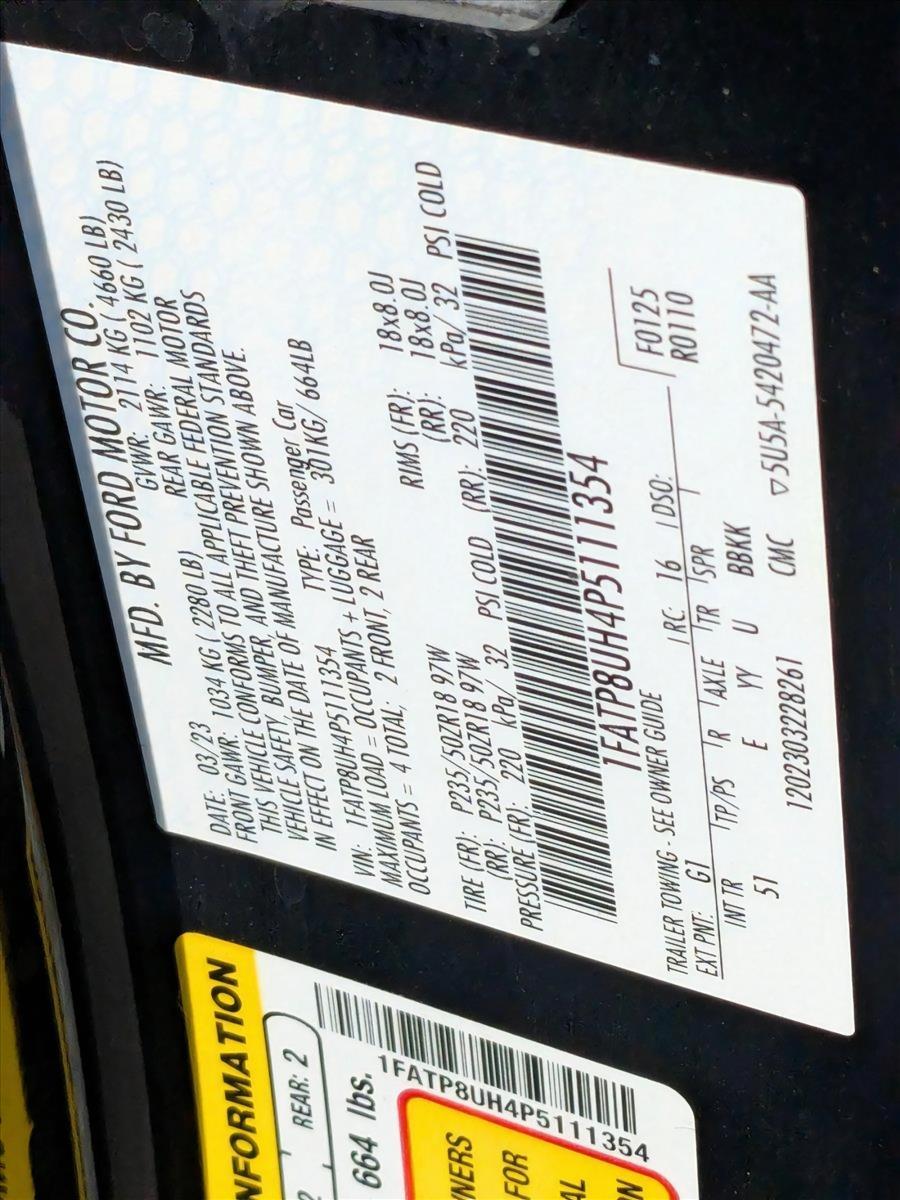 MFD. BY FORD MOTOR CO.
DATE: 03/23 GVWR: 2114 KG ( 4660 LB)
FRONT GAWR: 1034 KG ( 2280 LB) REAR GAWR: 1102 KG ( 2430 LB)
THIS VEHICLE CONFORMS TO ALL APPLICABLE FEDERAL MOTOR
VEHICLE SAFETY, BUMPER, AND THEFT PREVENTION STANDARDS
IN EFFECT ON THE DATE OF MANUFACTURE SHOWN ABOVE.
VIN: 1FATP8UH4P5111354 TYPE: Passenger Car
MAXIMUM LOAD = OCCUPANTS + LUGGAGE = 301KG/ 664LB
OCCUPANTS = 4 TOTAL; 2 FRONT, 2 REAR
TIRE (FR): P235/50ZR18 97W RIMS (FR): 18x8.0J
(RR): P235/50ZR18 97W (RR): 18x8.0J
PRESSURE (FR): 220 kPa/ 32 PSI COLD (RR): 220 kPa/ 32 PSI COLD
1FATP8UH4P5111354
TRAILER TOWING - SEE OWNER GUIDE
F0125
R0110
EXT PNT: G1 RC: 16 DSO:
INT TR TP/PS R AXLE TR SPR
51 E YY U BBKK
12023032282​61 CMC ▽5U5A-5420472-AA
NFORMATION
REAR: 2
664 lbs.
1FATP8UH4P5111354
NERS
FOR